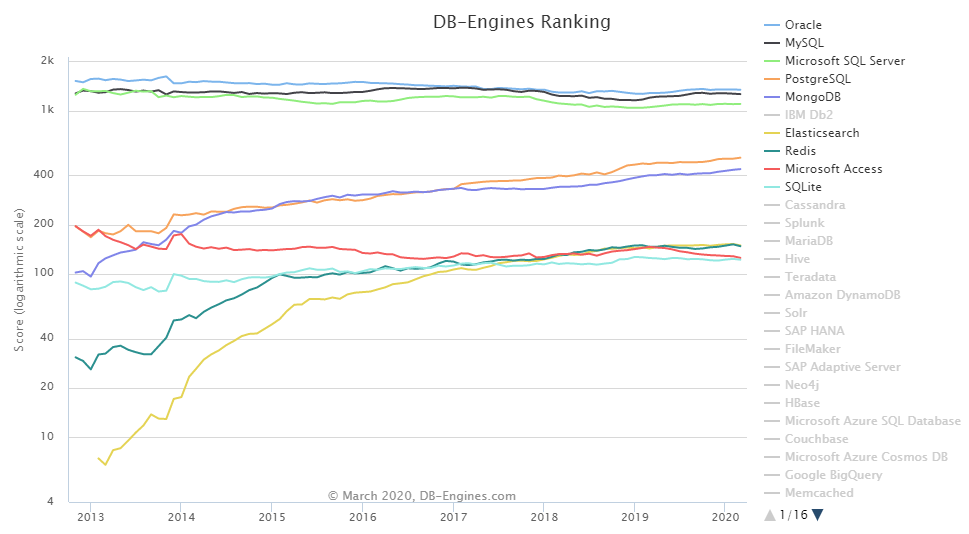 DB-Engines Ranking
2k
1k
400
200
100
40
20
10
4
Score (logarithmic scale)
2013
2014
2015
2016
2017
2018
2019
2020
© March 2020, DB-Engines.com
Oracle
MySQL
Microsoft SQL Server
PostgreSQL
MongoDB
IBM Db2
Elasticsearch
Redis
Microsoft Access
SQLite
Cassandra
Splunk
MariaDB
Hive
Teradata
Amazon DynamoDB
Solr
SAP HANA
FileMaker
SAP Adaptive Server
Neo4j
HBase
Microsoft Azure SQL Database
Couchbase
Microsoft Azure Cosmos DB
Google BigQuery
Memcached
1/16